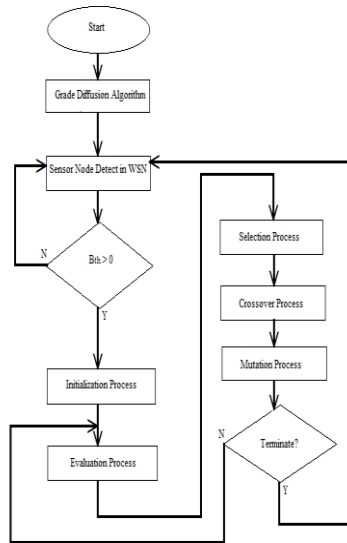 Start
Grade Diffusion Algorithm
Sensor Node Detect in WSN
N
Bth > 0
Y
Initialization Process
Evaluation Process
Selection Process
Crossover Process
Mutation Process
N
Terminate?
Y